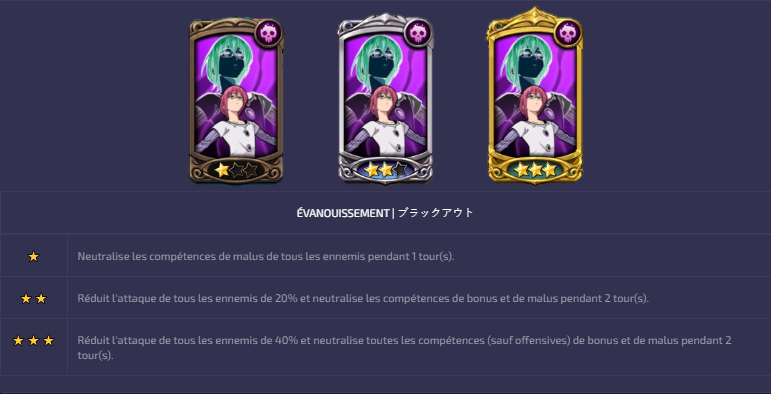 ÉVANOUISSEMENT | ブラックアウト
Neutralise les compétences de malus de tous les ennemis pendant 1 tour(s).
Réduit l'attaque de tous les ennemis de 20% et neutralise les compétences de bonus et de malus pendant 2 tour(s).
Réduit l'attaque de tous les ennemis de 40% et neutralise toutes les compétences (sauf offensives) de bonus et de malus pendant 2
tour(s).